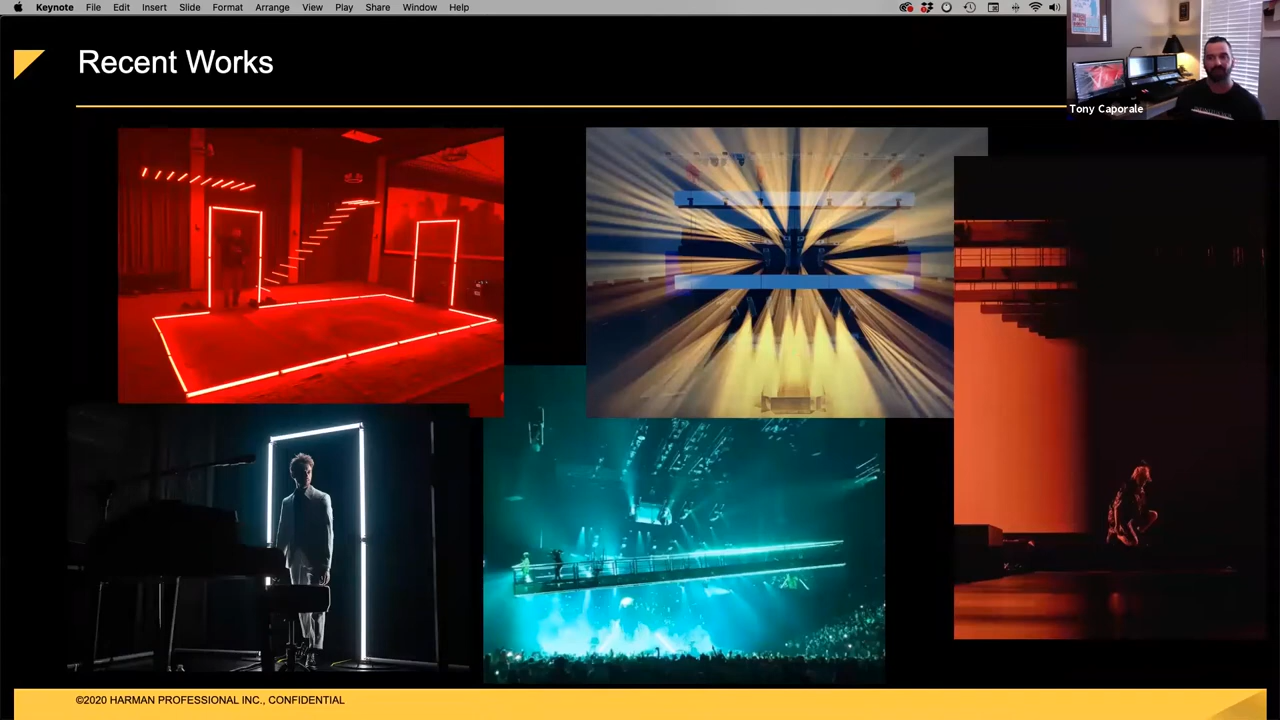 Keynote File Edit Insert Slide Format Arrange View Play Share Window Help
Recent Works
Tony Caporale
©2020 HARMAN PROFESSIONAL INC., CONFIDENTIAL